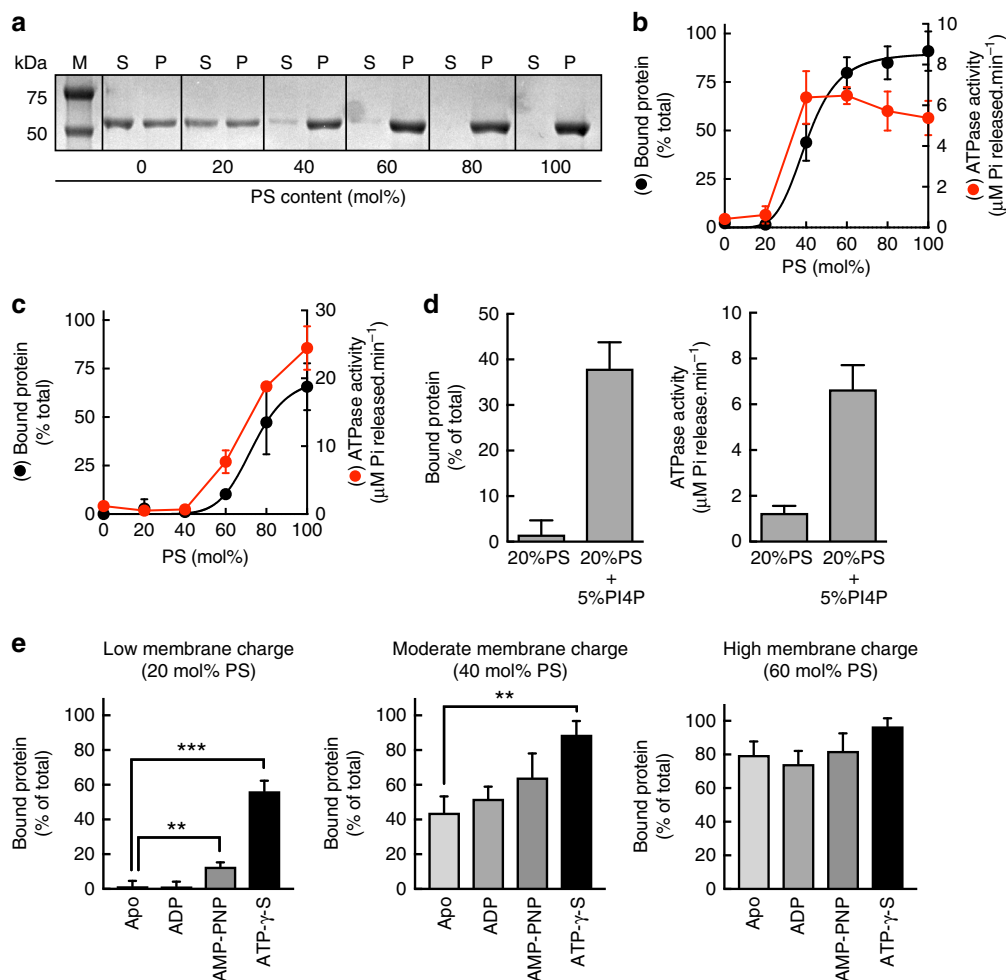 a
kDa M S P S P S P S P S P S P
75
50
0 20 40 60 80 100
PS content (mol%)
b
(●) Bound protein
(% total)
100
75
50
25
0
10
8
6
4
2
0
(●) ATPase activity
(µM Pi released.min⁻¹)
0 20 40 60 80 100
PS (mol%)
c
(●) Bound protein
(% total)
100
75
50
25
0
30
20
10
0
(●) ATPase activity
(µM Pi released.min⁻¹)
0 20 40 60 80 100
PS (mol%)
d
Bound protein
(% of total)
50
40
30
20
10
0
20%PS 20%PS
+
5%PI4P
ATPase activity
(µM Pi release.min⁻¹)
8
6
4
2
0
20%PS 20%PS
+
5%PI4P
e
Low membrane charge
(20 mol% PS)
Bound protein
(% of total)
100
80
60
40
20
0
***
**
Apo
ADP
AMP-PNP
ATP-γ-S
Moderate membrane charge
(40 mol% PS)
Bound protein
(% of total)
100
80
60
40
20
0
**
Apo
ADP
AMP-PNP
ATP-γ-S
High membrane charge
(60 mol% PS)
Bound protein
(% of total)
100
80
60
40
20
0
Apo
ADP
AMP-PNP
ATP-γ-S